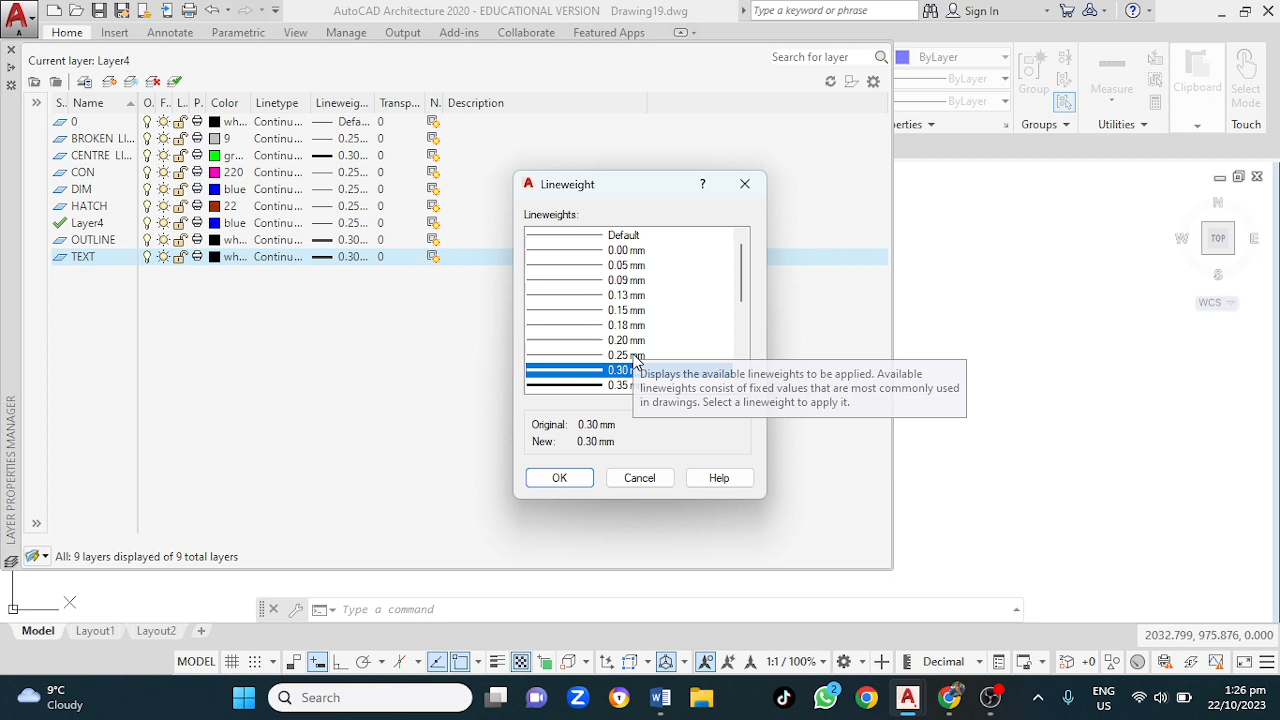 AutoCAD Architecture 2020 - EDUCATIONAL VERSION Drawing19.dwg Type a keyword or phrase Sign In
Home Insert Annotate Parametric View Manage Output Add-ins Collaborate Featured Apps
Current layer: Layer4 Search for layer
ByLayer
ByLayer
ByLayer
Group Measure Clipboard Select Mode
erties Groups Utilities Touch
S.. Name O. F.. L.. P.. Color Linetype Lineweig... Transp... N. Description
0 wh... Continu... Defa... 0
BROKEN LI... 9 Continu... 0.25... 0
CENTRE LI... gr... Continu... 0.30... 0
CON 220 Continu... 0.25... 0
DIM blue Continu... 0.25... 0
HATCH 22 Continu... 0.25... 0
Layer4 blue Continu... 0.25... 0
OUTLINE wh... Continu... 0.30... 0
TEXT wh... Continu... 0.30... 0
Lineweight
Lineweights:
Default
0.00 mm
0.05 mm
0.09 mm
0.13 mm
0.15 mm
0.18 mm
0.20 mm
0.25 mm
0.30
0.35
Displays the available lineweights to be applied. Available
lineweights consist of fixed values that are most commonly used
in drawings. Select a lineweight to apply it.
Original: 0.30 mm
New: 0.30 mm
OK Cancel Help
N
W TOP E
S
WCS
LAYER PROPERTIES MANAGER
All: 9 layers displayed of 9 total layers
Type a command
Model Layout1 Layout2 +
2032.799, 975.876, 0.000
MODEL 1:1 / 100% Decimal +0
9°C
Cloudy
Search
2
ENG
US
22/10/2023